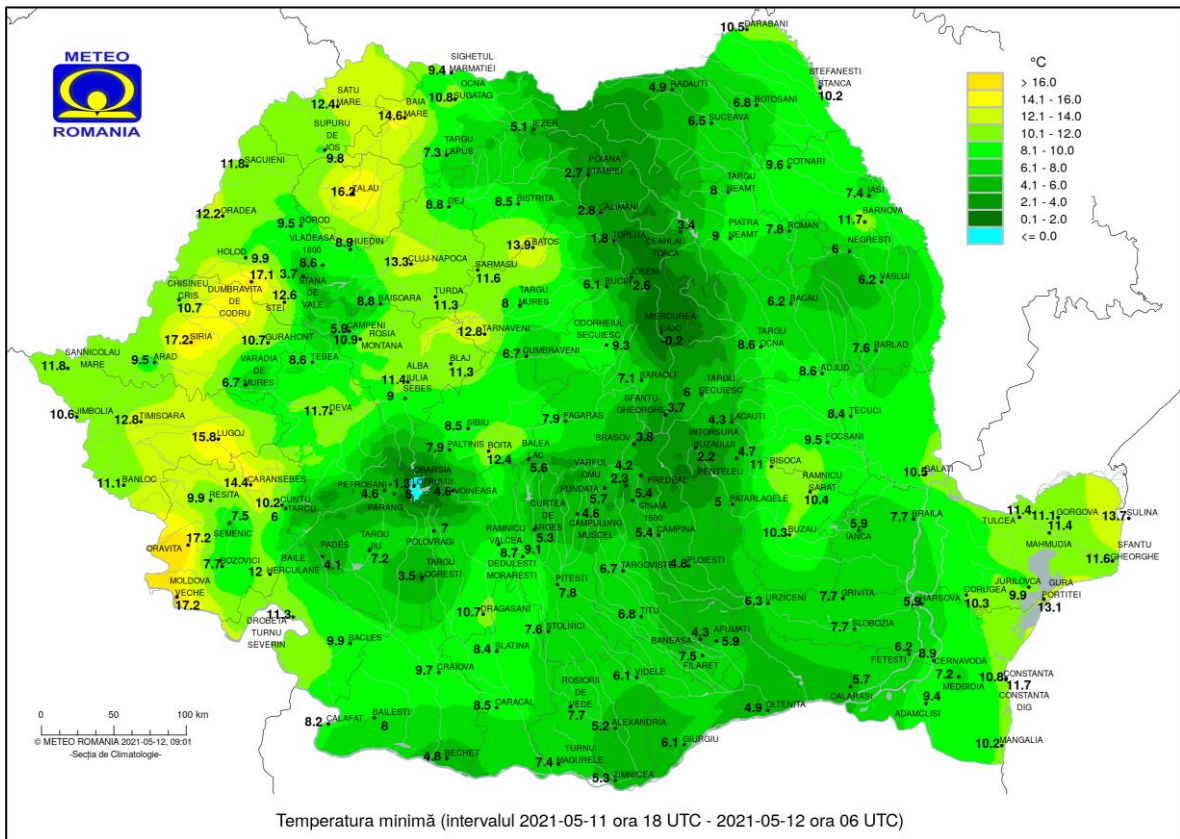 METEO
ROMANIA
°C
> 16.0
14.1 - 16.0
12.1 - 14.0
10.1 - 12.0
8.1 - 10.0
6.1 - 8.0
4.1 - 6.0
2.1 - 4.0
0.1 - 2.0
<= 0.0
10.5 DARABANI
SIGHETUL
9.4 MARMATIEI
OCNA
10.8 SUGATAG
STEFANESTI
STANCA
10.2
SATU
12.4 MARE
BAIA
14.6 MARE
4.9 RADAUTI
6.8 BOTOSANI
6.5 SUCEAVA
5.1 IEZER
SUPURU
DE
JOS
9.8
TARGU
7.3 LAPUS
POIANA
2.7 STAMPEI
9.6 COTNARI
11.8 SACUIENI
16.2 ZALAU
TARGU
8 NEAMT
7.4 IASI
8.8 DEJ
8.5 BISTRITA
2.8 CALIMANI
BARNOVA
11.7
12.2 ORADEA
9.5 BOROD
3.4
CEAHLAU
TOACA
PIATRA
9 NEAMT
7.8 ROMAN
VLADEASA
1800
8.6
8.9 HUEDIN
13.9 BATOS
1.8 TOPLITA
NEGRESTI
6
HOLOD
9.9
13.3 CLUJ-NAPOCA
SARMASU
11.6
JOSENI
2.6
6.1 BUCIN
6.2 VASLUI
17.1
DUMBRAVITA
DE
CODRU
3.7
STANA
DE
VALE
CHISINEU
CRIS
10.7
12.6
STEI
8.8 BAISOARA
TURDA
11.3
TARGU
8 MURES
6.2 BACAU
5.9 CAMPENI
10.9 ROSIA
MONTANA
12.8 TARNAVENI
MIERCUREA
CIUC
-0.2
17.2 SIRIA
10.7 GURAHONT
ODORHEIUL
SECUIESC
9.3
TARGU
8.6 OCNA
7.6 BARLAD
SANNICOLAU
MARE
11.8
9.5 ARAD
VARADIA
DE
6.7 MURES
8.6 TEBEA
BLAJ
11.3
6.7 DUMBRAVENI
ALBA
11.4 IULIA
SEBES
9
7.1 BARAOLT
TARGU
6 SECUIESC
8.6 ADJUD
10.6 JIMBOLIA
12.8 TIMISOARA
11.7 DEVA
SFANTU
GHEORGHE 3.7
4.3 LACAUTI
8.4 TECUCI
15.8 LUGOJ
8.5 SIBIU
7.9 FAGARAS
BRASOV 3.8
INTORSURA
BUZAULUI
2.2
4.7
PENTELEU
9.5 FOCSANI
7.9 PALTINIS
BOITA
12.4
BALEA
LAC
5.6
11 BISOCA
10.5 GALATI
11.1 BANLOC
14.4 CARANSEBES
9.9 RESITA
10.2 CUNTU
6 TARCU
PETROSANI
4.6
-1.3 OBARSIA
LOTRULUI
6
PARANG
4.6 VOINEASA
VARFUL
OMU
4.2
2.3
PREDEAL
FUNDATA
5.7
5.4
SINAIA
1500
RAMNICU
SARAT
10.4
5 PATARLAGELE
7.5
SEMENIC
17.2
ORAVITA
CURTEA
DE
ARGES
5.3
4.6
CAMPULUNG
MUSCEL
5.4 CAMPINA
10.3 BUZAU
5.9
IANCA
7.7 BRAILA
11.4
TULCEA
11.1 GORGOVA
11.4
MAHMUDIA
13.7 SULINA
7
POLOVRAGI
RAMNICU
VALCEA
8.7
9.1
DEDULESTI
MORARESTI
TARGU
JIU
7.2
PADES
4.1
7.7 BOZOVICI
BAILE
12 HERCULANE
TARGU
3.5 LOGRESTI
PLOIESTI
4.8
6.7 TARGOVISTE
SFANTU
11.6 GHEORGHE
MOLDOVA
VECHE
17.2
PITESTI
7.8
6.3 URZICENI
7.7 GRIVITA
5.9 HARSOVA
CORUGEA
10.3
JURILOVCA
9.9
GURA
PORTITEI
13.1
11.3
DROBETA
TURNU
SEVERIN
10.7 DRAGASANI
6.8 TITU
7.6 STOLNICI
7.7 SLOBOZIA
9.9 BACLES
8.4 SLATINA
BANEASA 4.3
AFUMATI
5.9
7.5
FILARET
6.2
FETESTI
8.9
CERNAVODA
9.7 CRAIOVA
6.1 VIDELE
7.2
MEDGIDIA
10.8 CONSTANTA
11.7
CONSTANTA
DIG
5.7
CALARASI
9.4
ADAMCLISI
8.5 CARACAL
ROSIORII
DE
VEDE
7.7
4.9 OLTENITA
8.2 CALAFAT
BAILESTI
8
5.2 ALEXANDRIA
6.1 GIURGIU
10.2 MANGALIA
4.8 BECHET
TURNU
7.4 MAGURELE
5.3 ZIMNICEA
0 50 100 km
© METEO ROMANIA 2021-05-12, 09:01
-Secția de Climatologie-
Temperatura minimă (intervalul 2021-05-11 ora 18 UTC - 2021-05-12 ora 06 UTC)